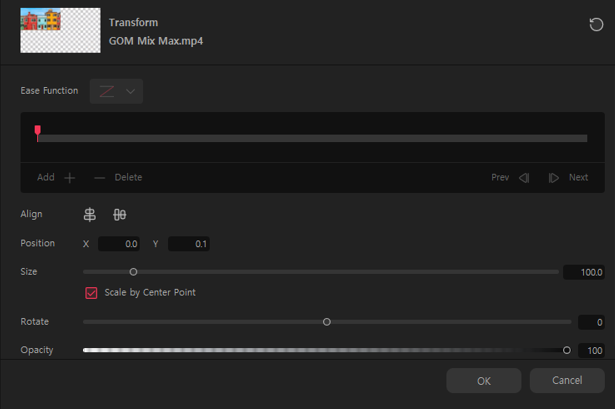 Transform
GOM Mix Max.mp4
Ease Function
Add Delete Prev Next
Align
Position X 0.0 Y 0.1
Size 100.0
Scale by Center Point
Rotate 0
Opacity 100
OK Cancel